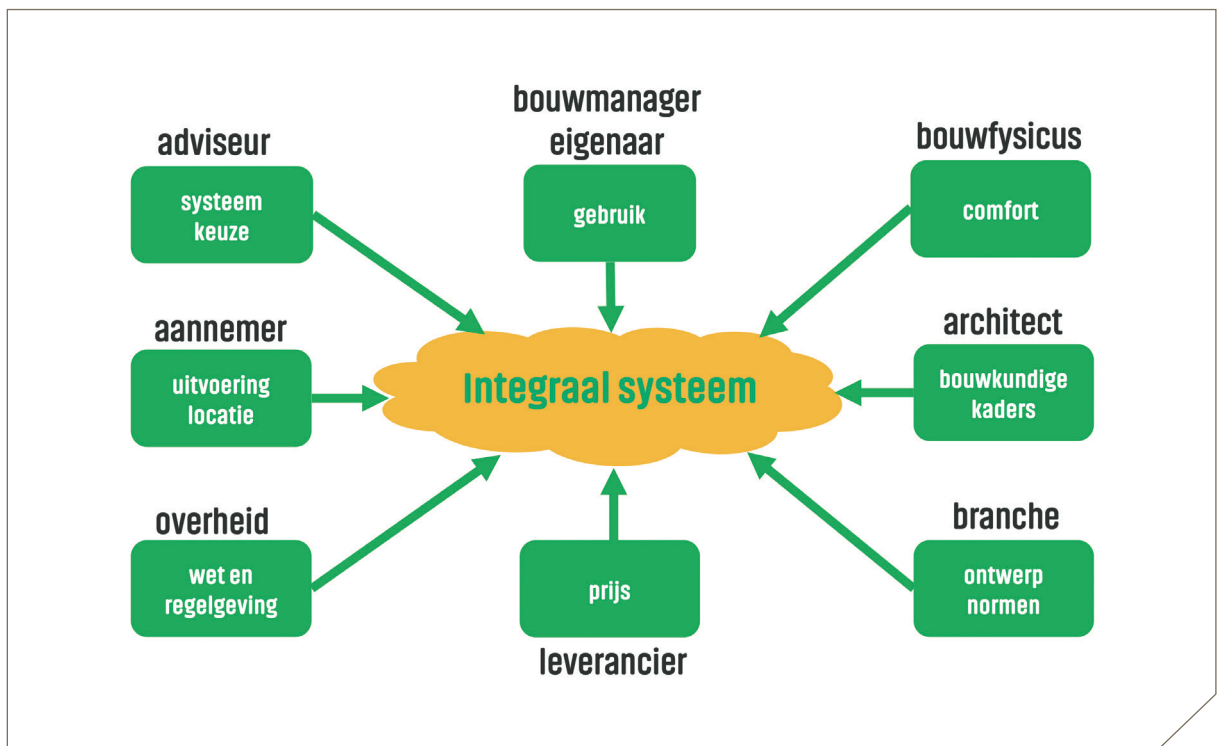 adviseur
systeem
keuze
bouwmanager
eigenaar
gebruik
bouwfysicus
comfort
aannemer
uitvoering
locatie
Integraal systeem
architect
bouwkundige
kaders
overheid
wet en
regelgeving
prijs
leverancier
branche
ontwerp
normen